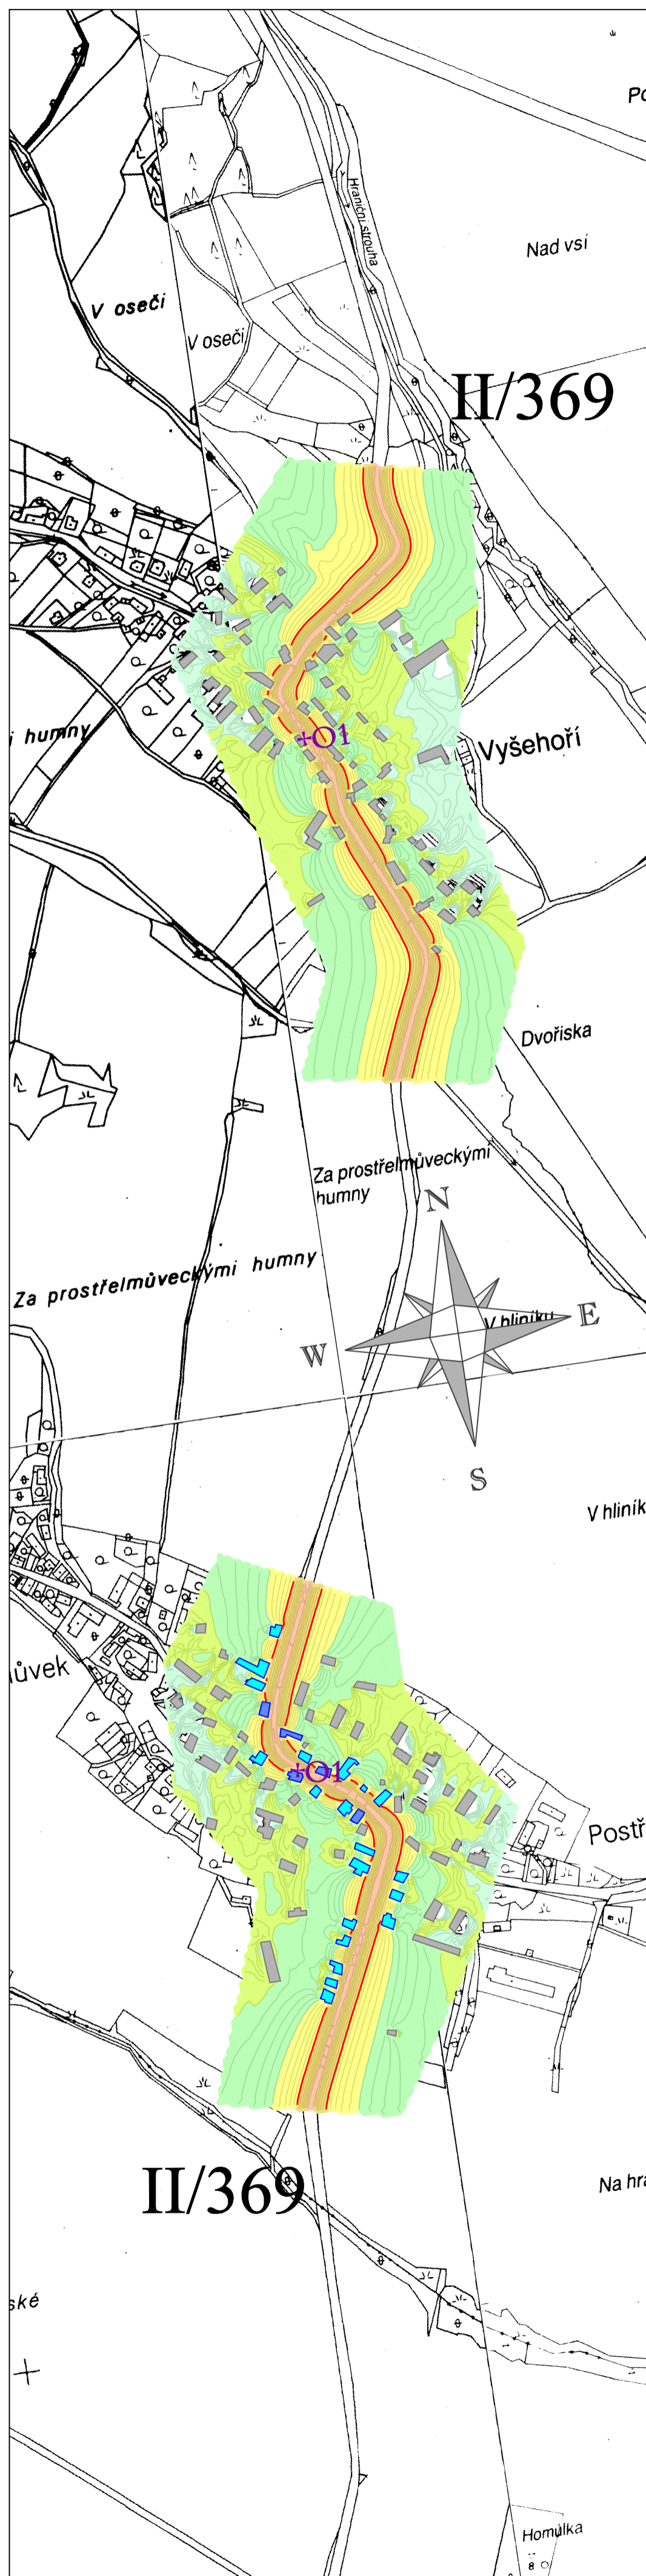 Hraniční strouha
Nad vsí
V oseči
V oseči
II/369
humny
+O1
Vyšehoří
Dvořiska
Za prostřelmůveckými
humny
N
Za prostřelmůveckými humny
V hliníku
E
W
S
V hliník
ůvek
+O1
Postř
II/369
Na hra
ské
Homulka